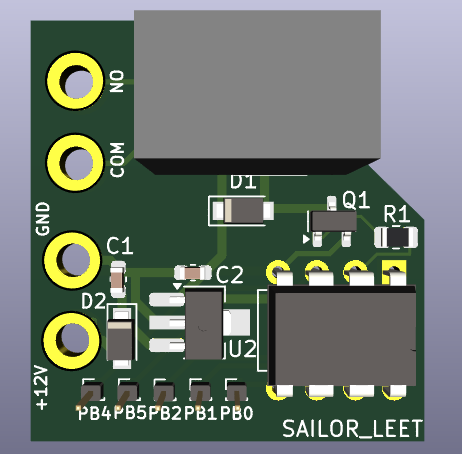 NO
COM
D1
Q1
GND
R1
C1
C2
D2
U2
+12V
PB4
PB5
PB2
PB1
PB0
SAILOR_LEET